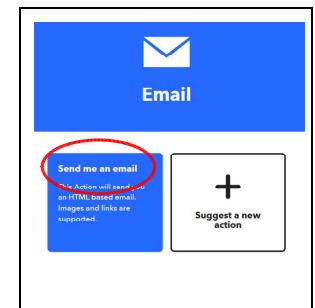 Email
Send me an email
This Action will send you
an HTML based email.
Images and links are
supported.
Suggest a new
action